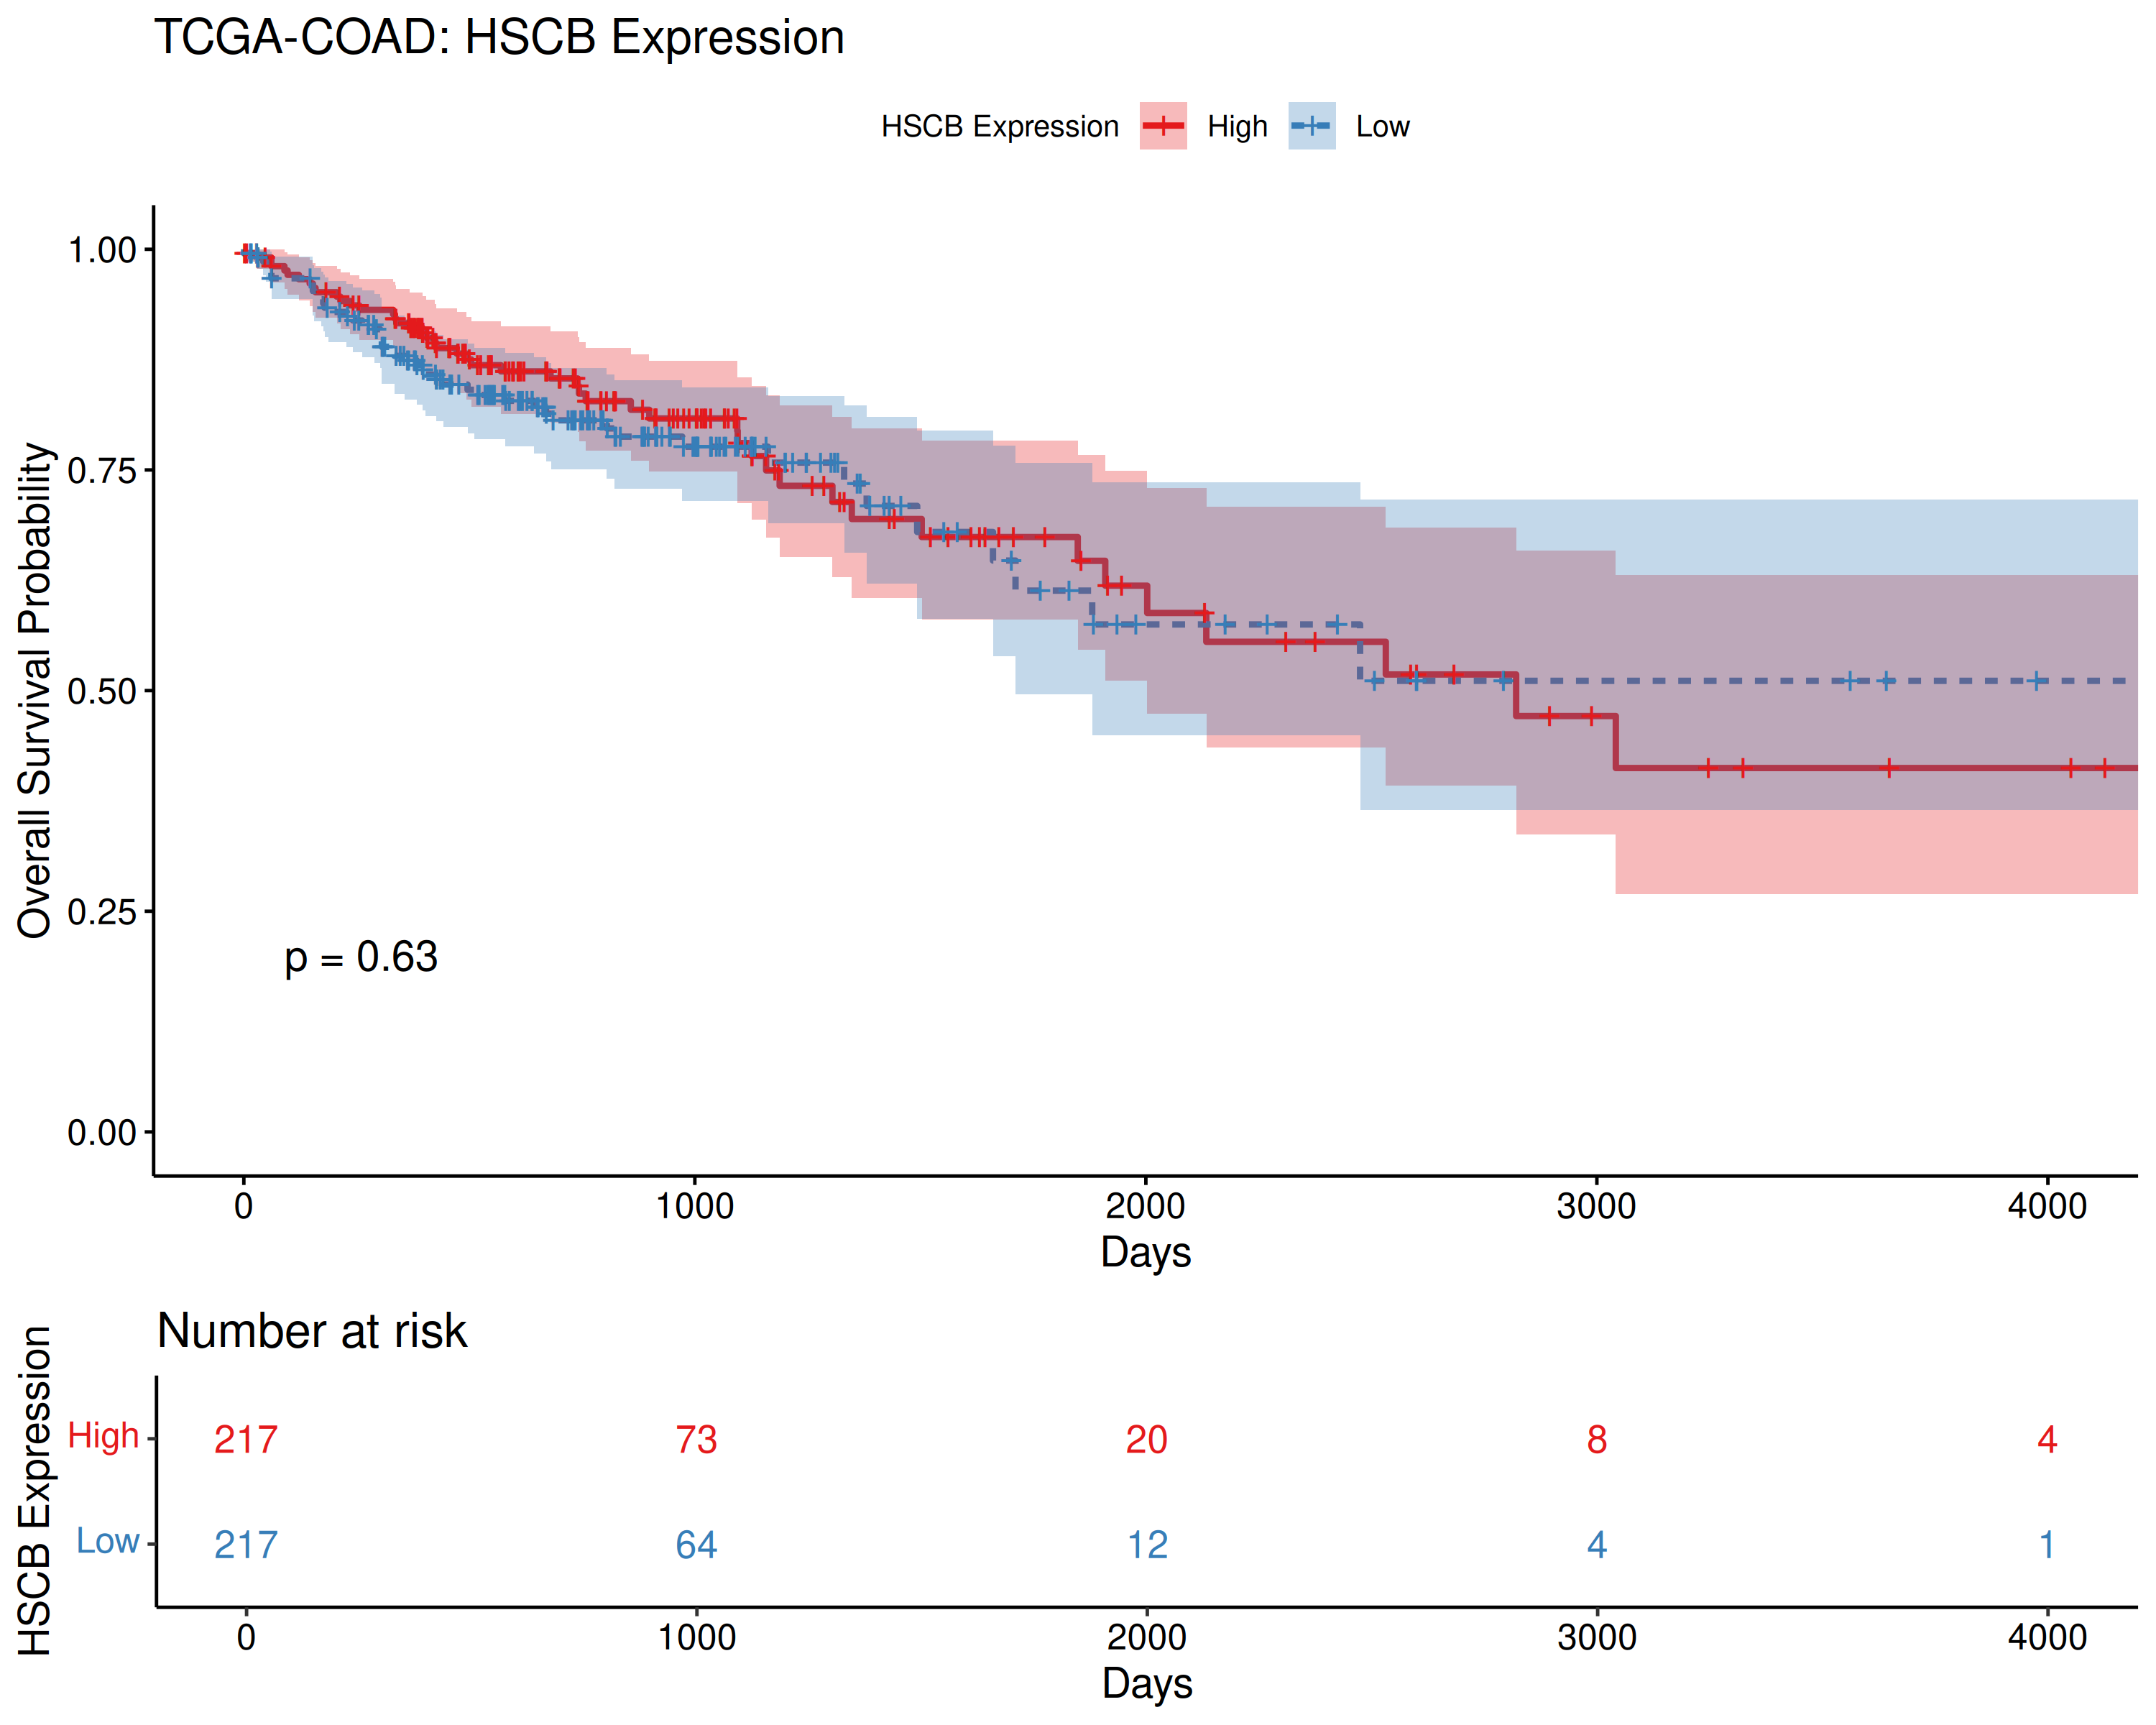 TCGA-COAD: HSCB Expression
HSCB Expression High Low
Overall Survival Probability
1.00
0.75
0.50
0.25
0.00
p = 0.63
0 1000 2000 3000 4000
Days
Number at risk
HSCB Expression
High 217 73 20 8 4
Low 217 64 12 4 1
0 1000 2000 3000 4000
Days